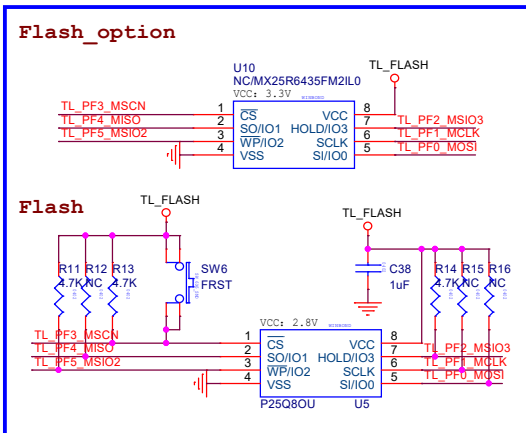 Flash_option
U10
NC/MX25R6435FM2IL0
VCC: 3.3V
TL_FLASH
TL_PF3_MSCN
TL_PF4_MISO
TL_PF5_MSIO2
1
2
3
4
CS
SO/IO1
WP/IO2
VSS
VCC
HOLD/IO3
SCLK
SI/IO0
8
7
6
5
TL_PF2_MSIO3
TL_PF1_MCLK
TL_PF0_MOSI
Flash
TL_FLASH
TL_FLASH
R11
4.7K
R12
NC
R13
4.7K
SW6
FRST
C38
1uF
R14
4.7K
R15
NC
R16
NC
VCC: 2.8V
TL_PF3_MSCN
TL_PF4_MISO
TL_PF5_MSIO2
1
2
3
4
CS
SO/IO1
WP/IO2
VSS
VCC
HOLD/IO3
SCLK
SI/IO0
8
7
6
5
TL_PF2_MSIO3
TL_PF1_MCLK
TL_PF0_MOSI
P25Q8OU
U5